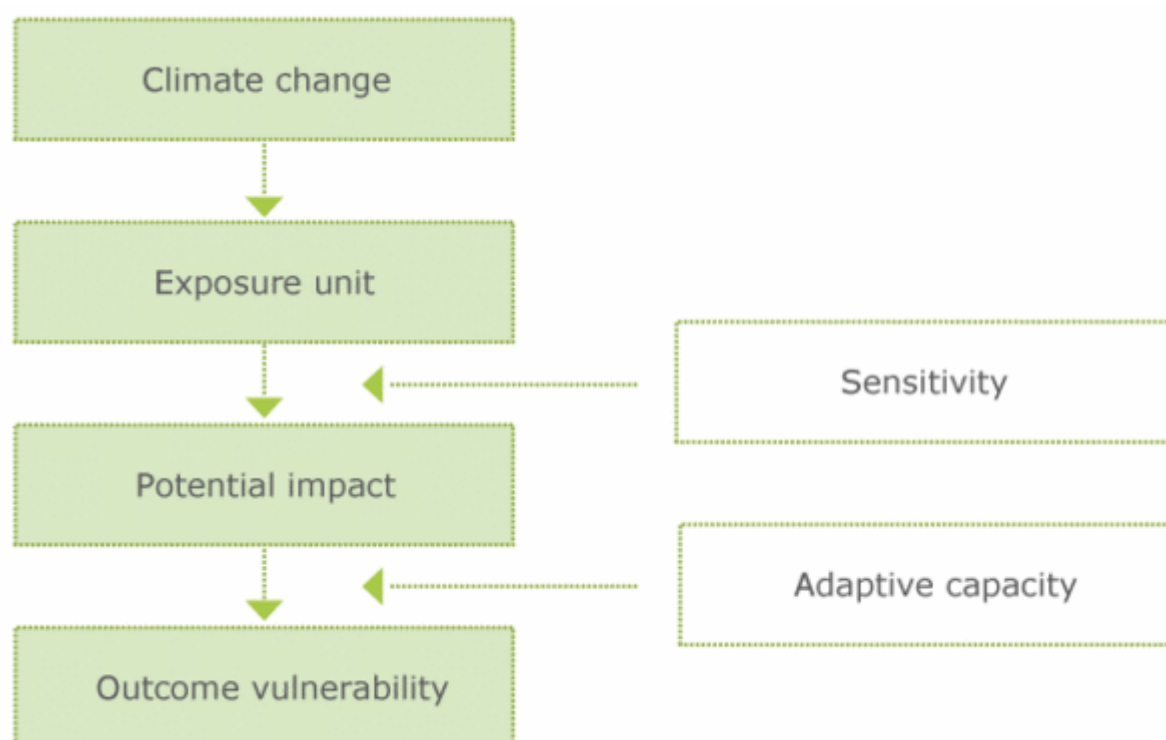 Climate change
Exposure unit
Sensitivity
Potential impact
Adaptive capacity
Outcome vulnerability